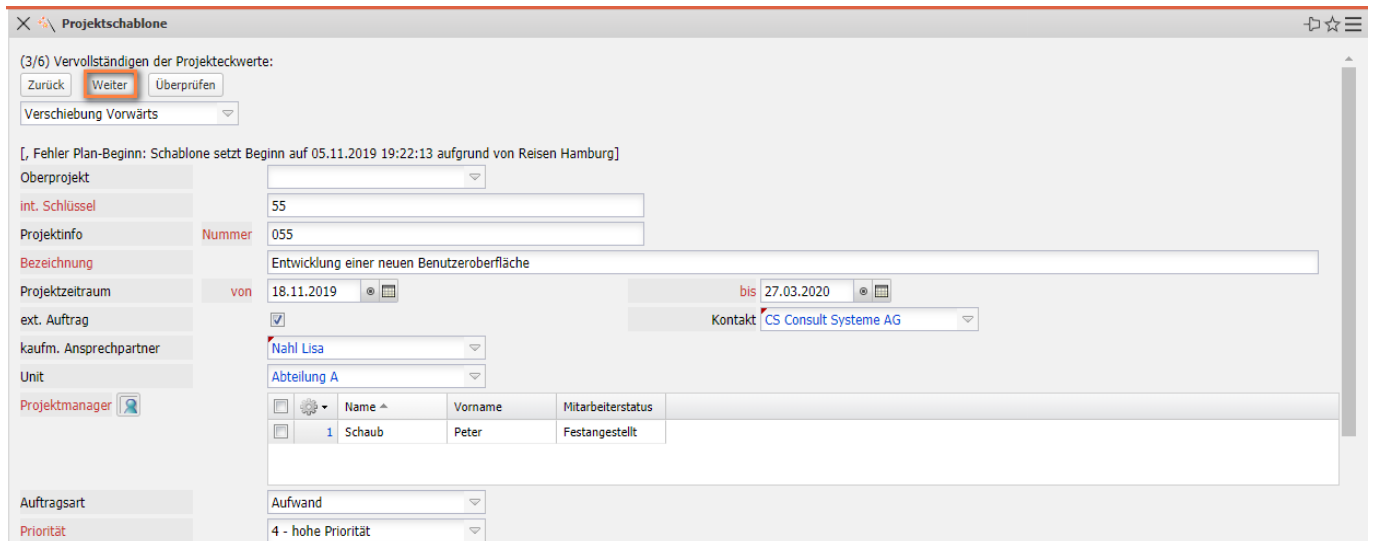 Projektschablone
(3/6) Vervollständigen der Projekteckwerte:
Zurück Weiter Überprüfen
Verschiebung Vorwärts
[, Fehler Plan-Beginn: Schablone setzt Beginn auf 05.11.2019 19:22:13 aufgrund von Reisen Hamburg]
Oberprojekt
int. Schlüssel 55
Projektinfo Nummer 055
Bezeichnung Entwicklung einer neuen Benutzeroberfläche
Projektzeitraum von 18.11.2019 bis 27.03.2020
ext. Auftrag Kontakt CS Consult Systeme AG
kaufm. Ansprechpartner Nahl Lisa
Unit Abteilung A
Projektmanager Name Vorname Mitarbeiterstatus
1 Schaub Peter Festangestellt
Auftragsart Aufwand
Priorität 4 - hohe Priorität